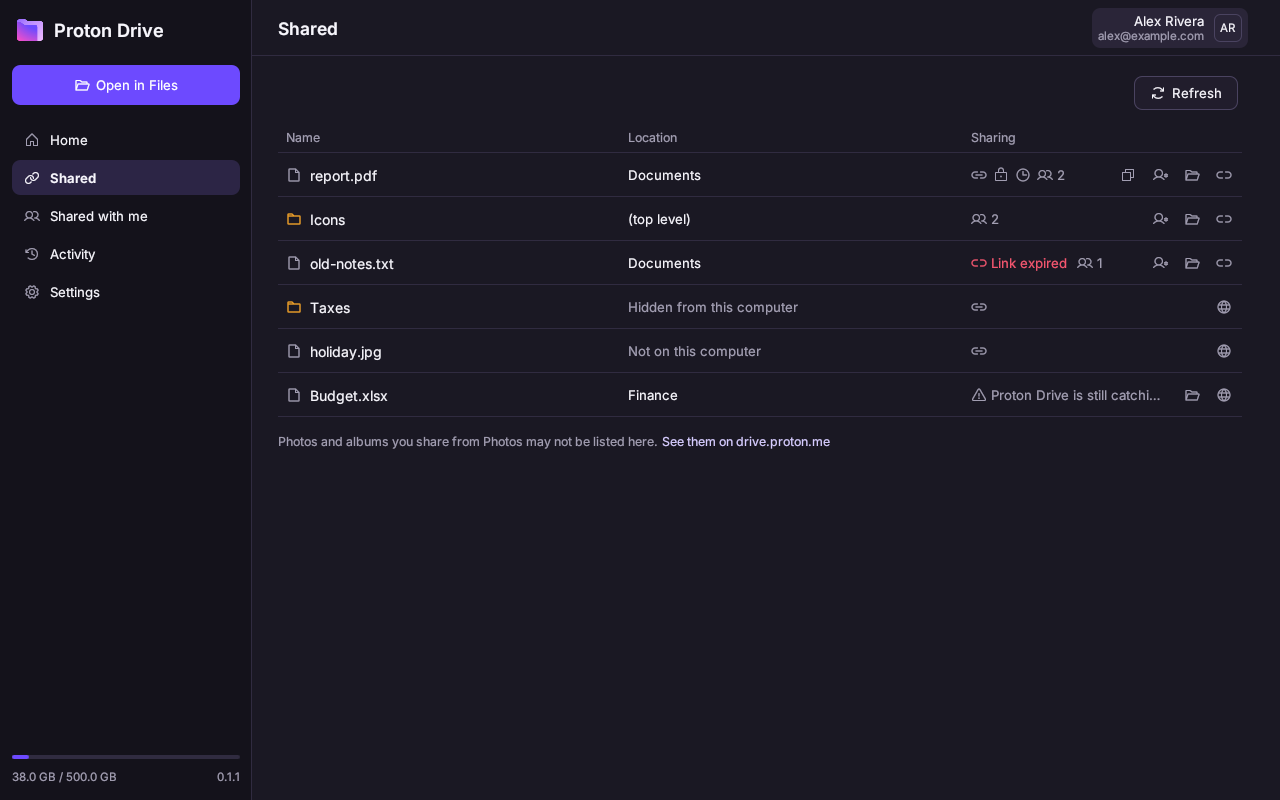 Proton Drive
Open in Files
Home
Shared
Shared with me
Activity
Settings
38.0 GB / 500.0 GB 0.1.1
Shared
Alex Rivera
alex@example.com
AR
Refresh
Name Location Sharing
report.pdf Documents 2
Icons (top level) 2
old-notes.txt Documents Link expired 1
Taxes Hidden from this computer
holiday.jpg Not on this computer
Budget.xlsx Finance Proton Drive is still catchi...
Photos and albums you share from Photos may not be listed here. See them on drive.proton.me